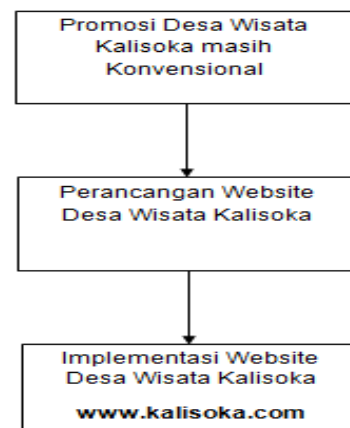 Promosi Desa Wisata
Kalisoka masih
Konvensional
Perancangan Website
Desa Wisata Kalisoka
Implementasi Website
Desa Wisata Kalisoka
www.kalisoka.com